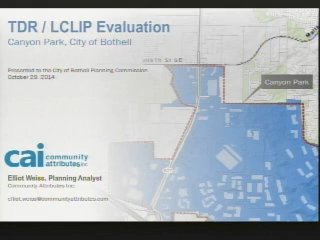 TDR / LCLIP Evaluation
Canyon Park, City of Bothell
Presented to the City of Bothell Planning Commission
October 29, 2014
Canyon Park
cai community
attributes inc
Elliot Weiss, Planning Analyst
Community Attributes Inc.
elliot.weiss@communityattributes.com